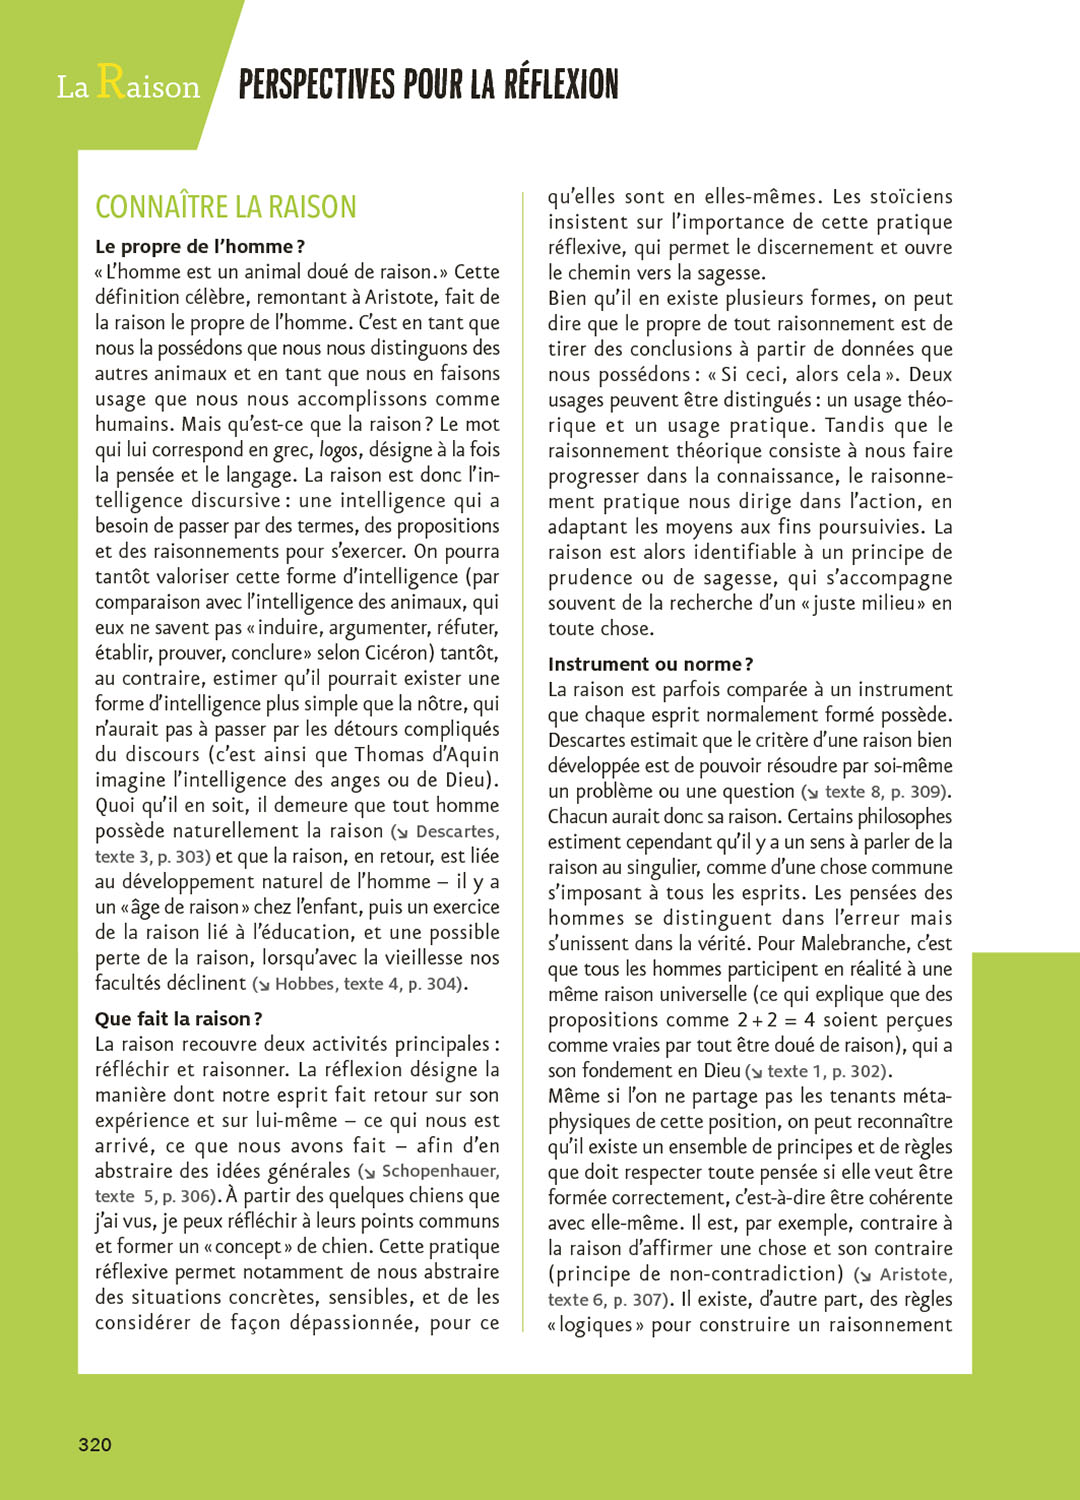 La Raison
PERSPECTIVES POUR LA RÉFLEXION
CONNAÎTRE LA RAISON
Le propre de l'homme ?
« L'homme est un animal doué de raison. » Cette
définition célèbre, remontant à Aristote, fait de
la raison le propre de l'homme. C'est en tant que
nous la possédons que nous nous distinguons des
autres animaux et en tant que nous en faisons
usage que nous nous accomplissons comme
humains. Mais qu'est-ce que la raison ? Le mot
qui lui correspond en grec, logos, désigne à la fois
la pensée et le langage. La raison est donc l'in-
telligence discursive : une intelligence qui a
besoin de passer par des termes, des propositions
et des raisonnements pour s'exercer. On pourra
tantôt valoriser cette forme d'intelligence (par
comparaison avec l'intelligence des animaux, qui
eux ne savent pas « induire, argumenter, réfuter,
établir, prouver, conclure» selon Cicéron) tantôt,
au contraire, estimer qu'il pourrait exister une
forme d'intelligence plus simple que la nôtre, qui
n'aurait pas à passer par les détours compliqués
du discours (c'est ainsi que Thomas d'Aquin
imagine l'intelligence des anges ou de Dieu).
Quoi qu'il en soit, il demeure que tout homme
possède naturellement la raison (↘ Descartes,
texte 3, p. 303) et que la raison, en retour, est liée
au développement naturel de l'homme – il y a
un « âge de raison » chez l'enfant, puis un exercice
de la raison lié à l'éducation, et une possible
perte de la raison, lorsqu'avec la vieillesse nos
facultés déclinent (↘ Hobbes, texte 4, p. 304).
Que fait la raison ?
La raison recouvre deux activités principales :
réfléchir et raisonner. La réflexion désigne la
manière dont notre esprit fait retour sur son
expérience et sur lui-même – ce qui nous est
arrivé, ce que nous avons fait – afin d'en
abstraire des idées générales (↘ Schopenhauer,
texte 5, p. 306). À partir des quelques chiens que
j'ai vus, je peux réfléchir à leurs points communs
et former un « concept » de chien. Cette pratique
réflexive permet notamment de nous abstraire
des situations concrètes, sensibles, et de les
considérer de façon dépassionnée, pour ce
qu'elles sont en elles-mêmes. Les stoïciens
insistent sur l'importance de cette pratique
réflexive, qui permet le discernement et ouvre
le chemin vers la sagesse.
Bien qu'il en existe plusieurs formes, on peut
dire que le propre de tout raisonnement est de
tirer des conclusions à partir de données que
nous possédons : « Si ceci, alors cela ». Deux
usages peuvent être distingués : un usage théo-
rique et un usage pratique. Tandis que le
raisonnement théorique consiste à nous faire
progresser dans la connaissance, le raisonne-
ment pratique nous dirige dans l'action, en
adaptant les moyens aux fins poursuivies. La
raison est alors identifiable à un principe de
prudence ou de sagesse, qui s'accompagne
souvent de la recherche d'un « juste milieu » en
toute chose.
Instrument ou norme ?
La raison est parfois comparée à un instrument
que chaque esprit normalement formé possède.
Descartes estimait que le critère d'une raison bien
développée est de pouvoir résoudre par soi-même
un problème ou une question (↘ texte 8, p. 309).
Chacun aurait donc sa raison. Certains philosophes
estiment cependant qu'il y a un sens à parler de la
raison au singulier, comme d'une chose commune
s'imposant à tous les esprits. Les pensées des
hommes se distinguent dans l'erreur mais
s'unissent dans la vérité. Pour Malebranche, c'est
que tous les hommes participent en réalité à une
même raison universelle (ce qui explique que des
propositions comme 2 + 2 = 4 soient perçues
comme vraies par tout être doué de raison), qui a
son fondement en Dieu (↘ texte 1, p. 302).
Même si l'on ne partage pas les tenants méta-
physiques de cette position, on peut reconnaître
qu'il existe un ensemble de principes et de règles
que doit respecter toute pensée si elle veut être
formée correctement, c'est-à-dire être cohérente
avec elle-même. Il est, par exemple, contraire à
la raison d'affirmer une chose et son contraire
(principe de non-contradiction) (↘ Aristote,
texte 6, p. 307). Il existe, d'autre part, des règles
« logiques » pour construire un raisonnement
320